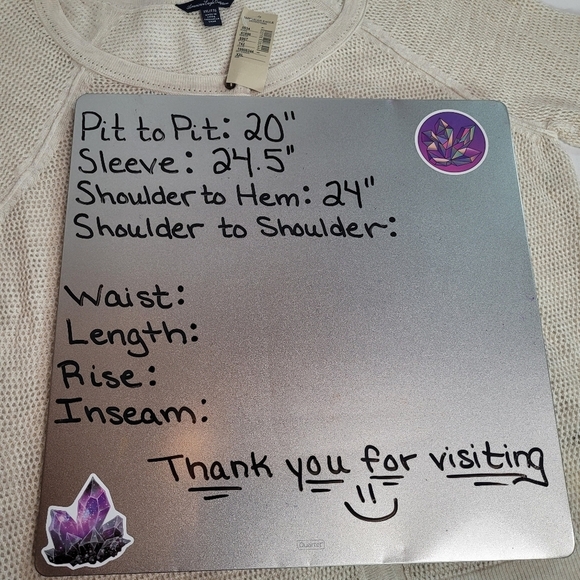 Pit to Pit: 20"
Sleeve: 24.5"
Shoulder to Hem: 24"
Shoulder to Shoulder:
Waist:
Length:
Rise:
Inseam:
Thank you for visiting
Quartet